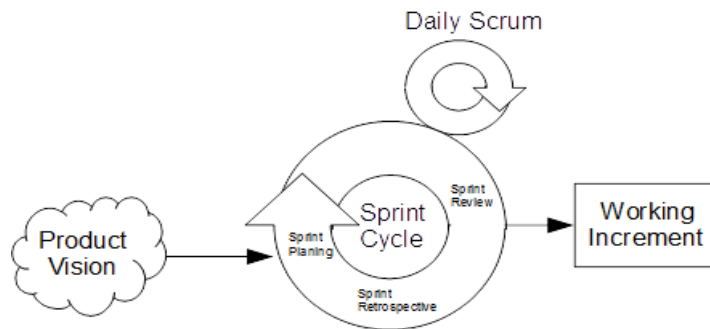 Daily Scrum
Product
Vision
Sprint
Planing
Sprint
Cycle
Sprint
Review
Sprint
Retrospective
Working
Increment